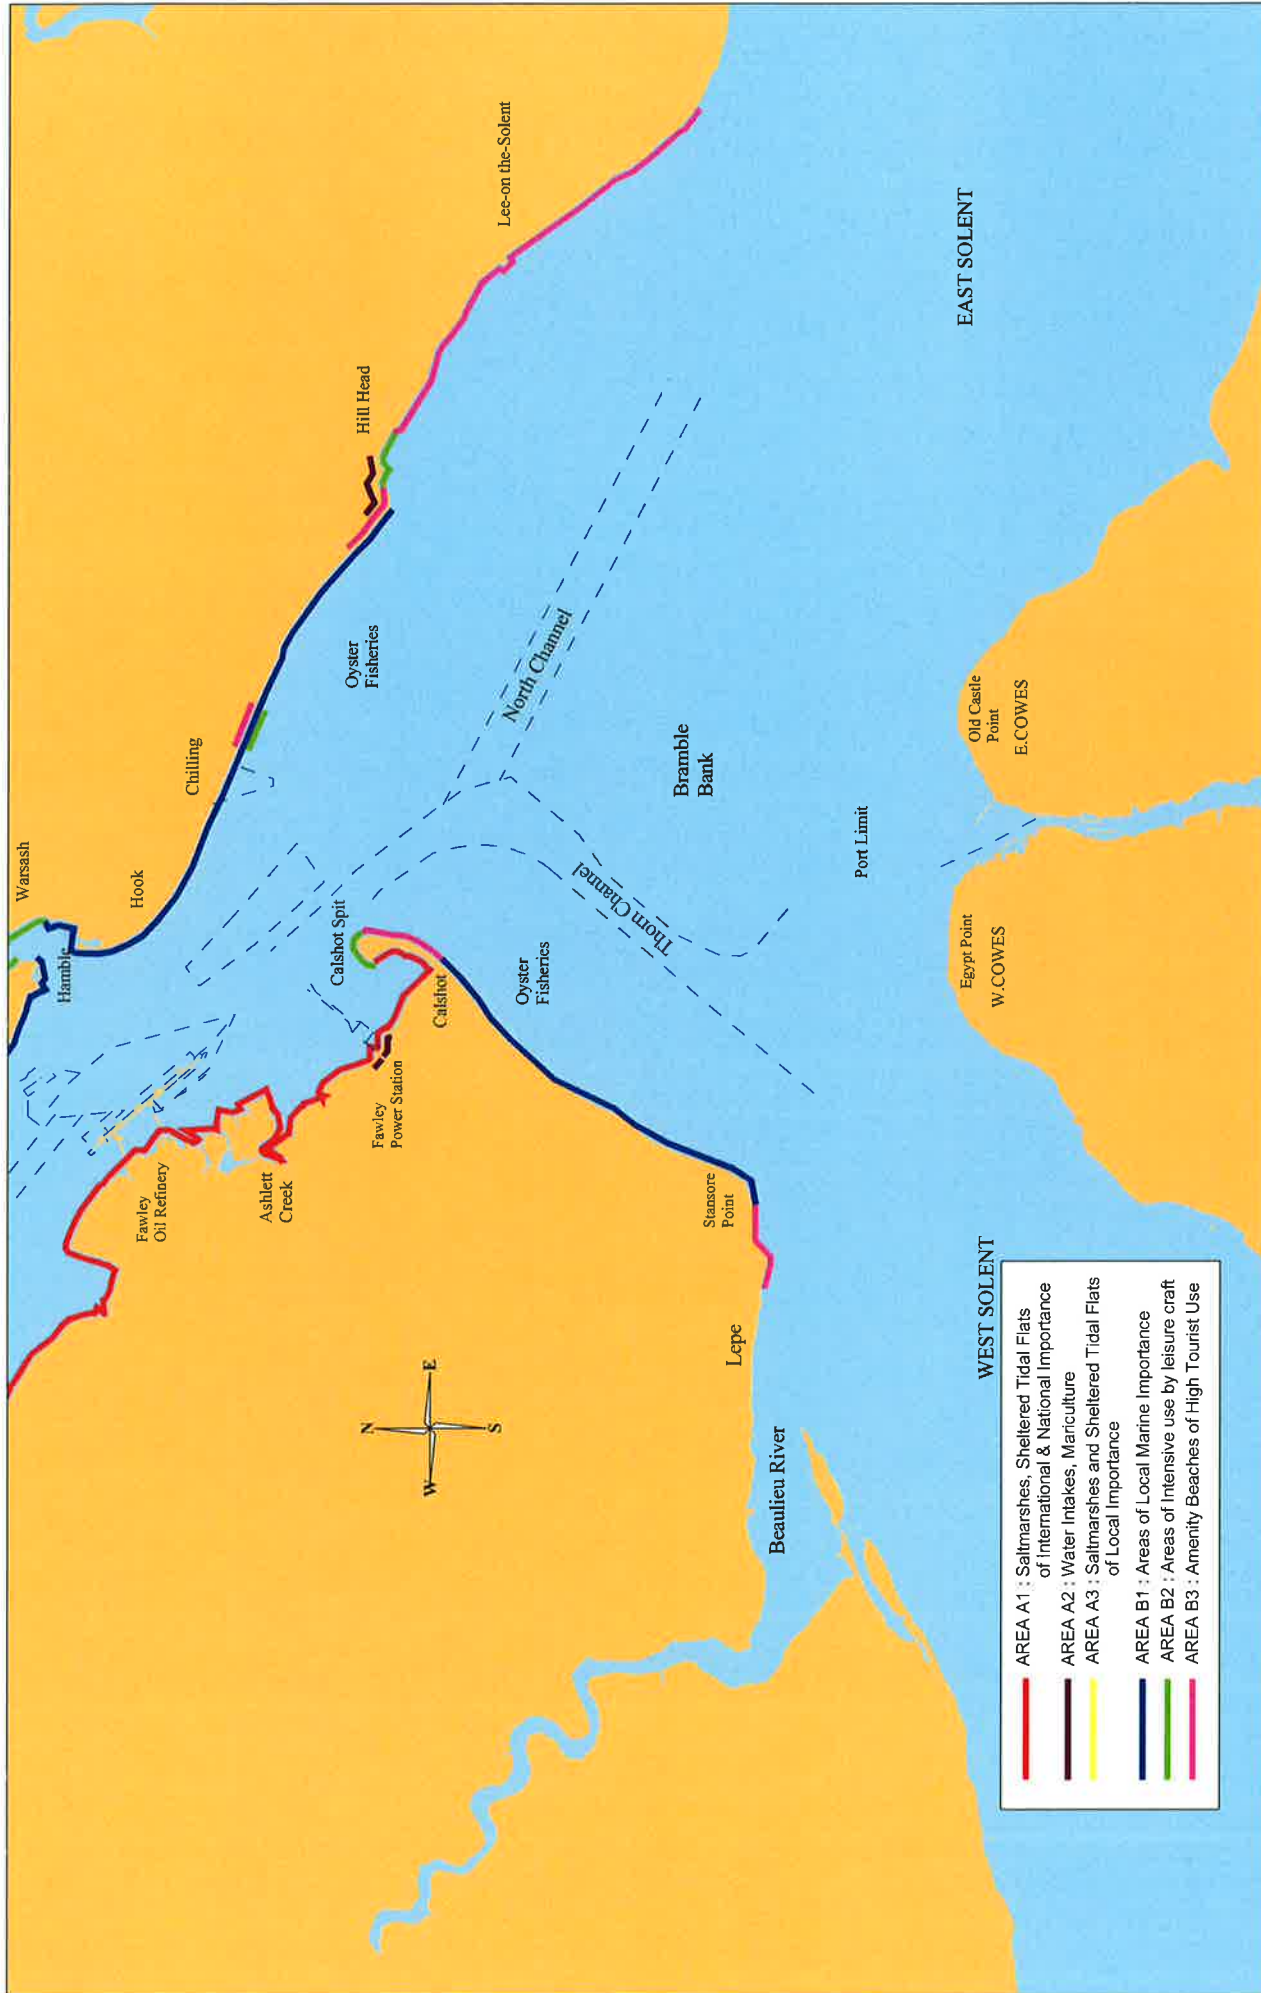 Warsash
Hamble
Hook
Chilling
Hill Head
Lee-on the-Solent
Oyster
Fisheries
North Channel
Calshot Spit
Calshot
Fawley
Oil Refinery
Ashlett
Creek
Fawley
Power Station
Oyster
Fisheries
Thorn Channel
Bramble
Bank
Stansore
Point
Lepe
Beaulieu River
N
W
E
S
Port Limit
EAST SOLENT
WEST SOLENT
Egypt Point
W.COWES
Old Castle
Point
E.COWES
AREA A1 : Saltmarshes, Sheltered Tidal Flats
of International & National Importance
AREA A2 : Water Intakes, Mariculture
AREA A3 : Saltmarshes and Sheltered Tidal Flats
of Local Importance
AREA B1 : Areas of Local Marine Importance
AREA B2 : Areas of Intensive use by leisure craft
AREA B3 : Amenity Beaches of High Tourist Use